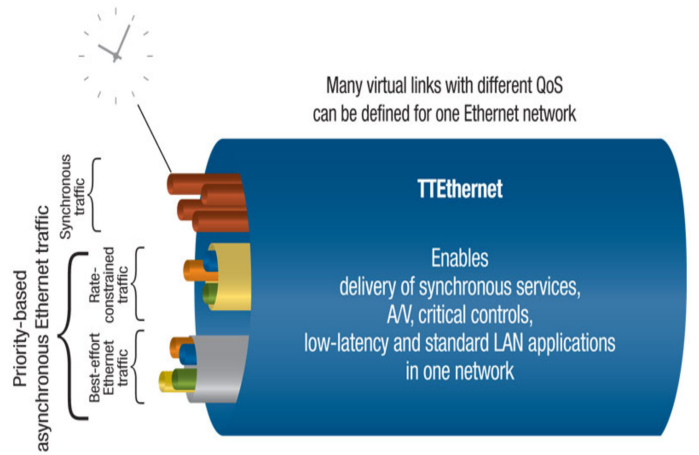 Many virtual links with different QoS
can be defined for one Ethernet network
TTEthernet
Enables
delivery of synchronous services,
A/V, critical controls,
low-latency and standard LAN applications
in one network
Synchronous
traffic
Priority-based
asynchronous Ethernet traffic
Rate-
constrained
traffic
Best-effort
Ethernet
traffic